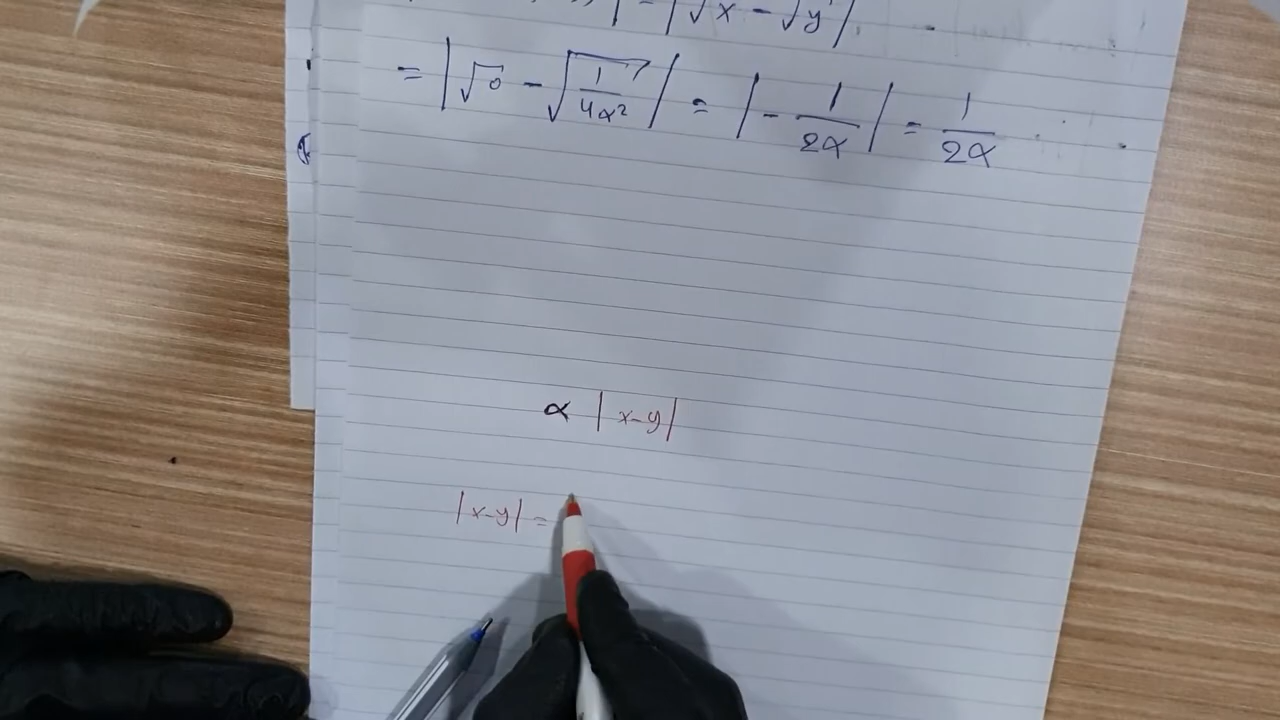 | = |√x - √y|
= |√0 - √(1/4α²)| = |- 1/2α| = 1/2α
α |x-y|
|x-y| =